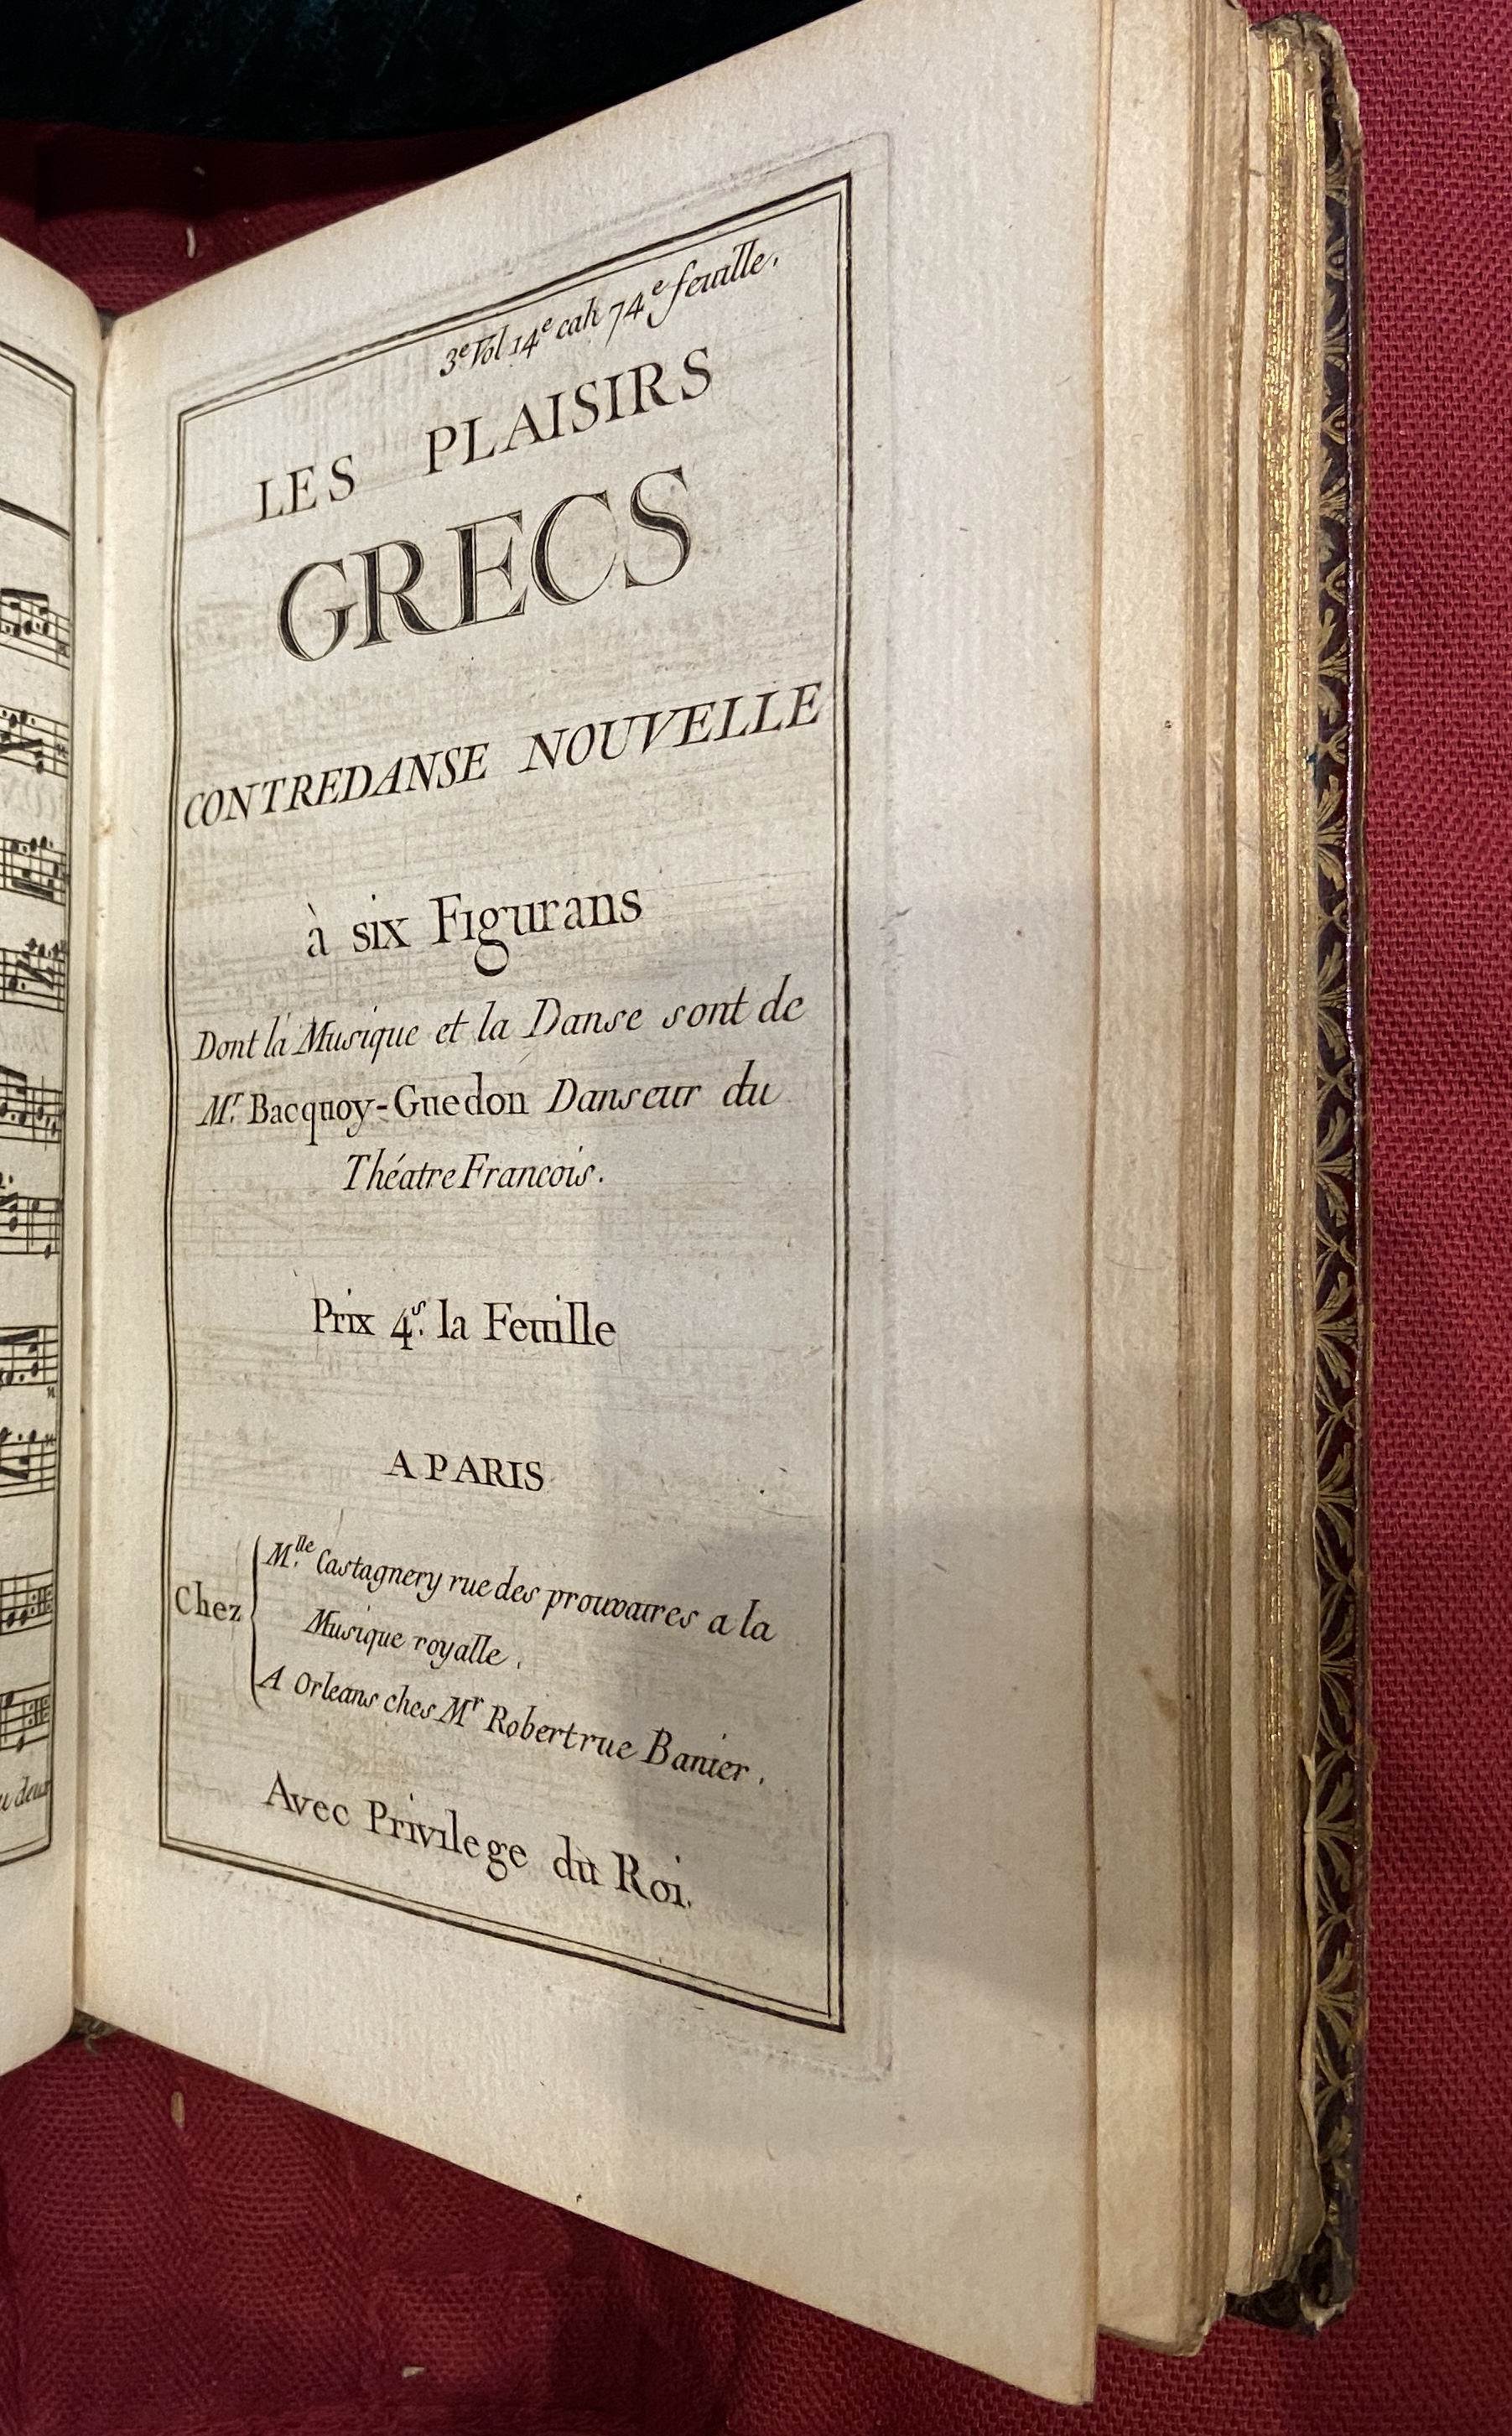 3e Vol 14e cah 74e feuille.
LES PLAISIRS
GRECS
CONTREDANSE NOUVELLE
à six Figurans
Dont la Musique et la Danse sont de
Mr. Bacquoy-Guedon Danseur du
Théatre Francois.
Prix 4s. la Feuille
A PARIS
Chez
Mlle. Castagnery rue des prouvaires a la
Musique royalle.
A Orleans ches Mr Robert rue Banier.
Avec Privilege du Roi.